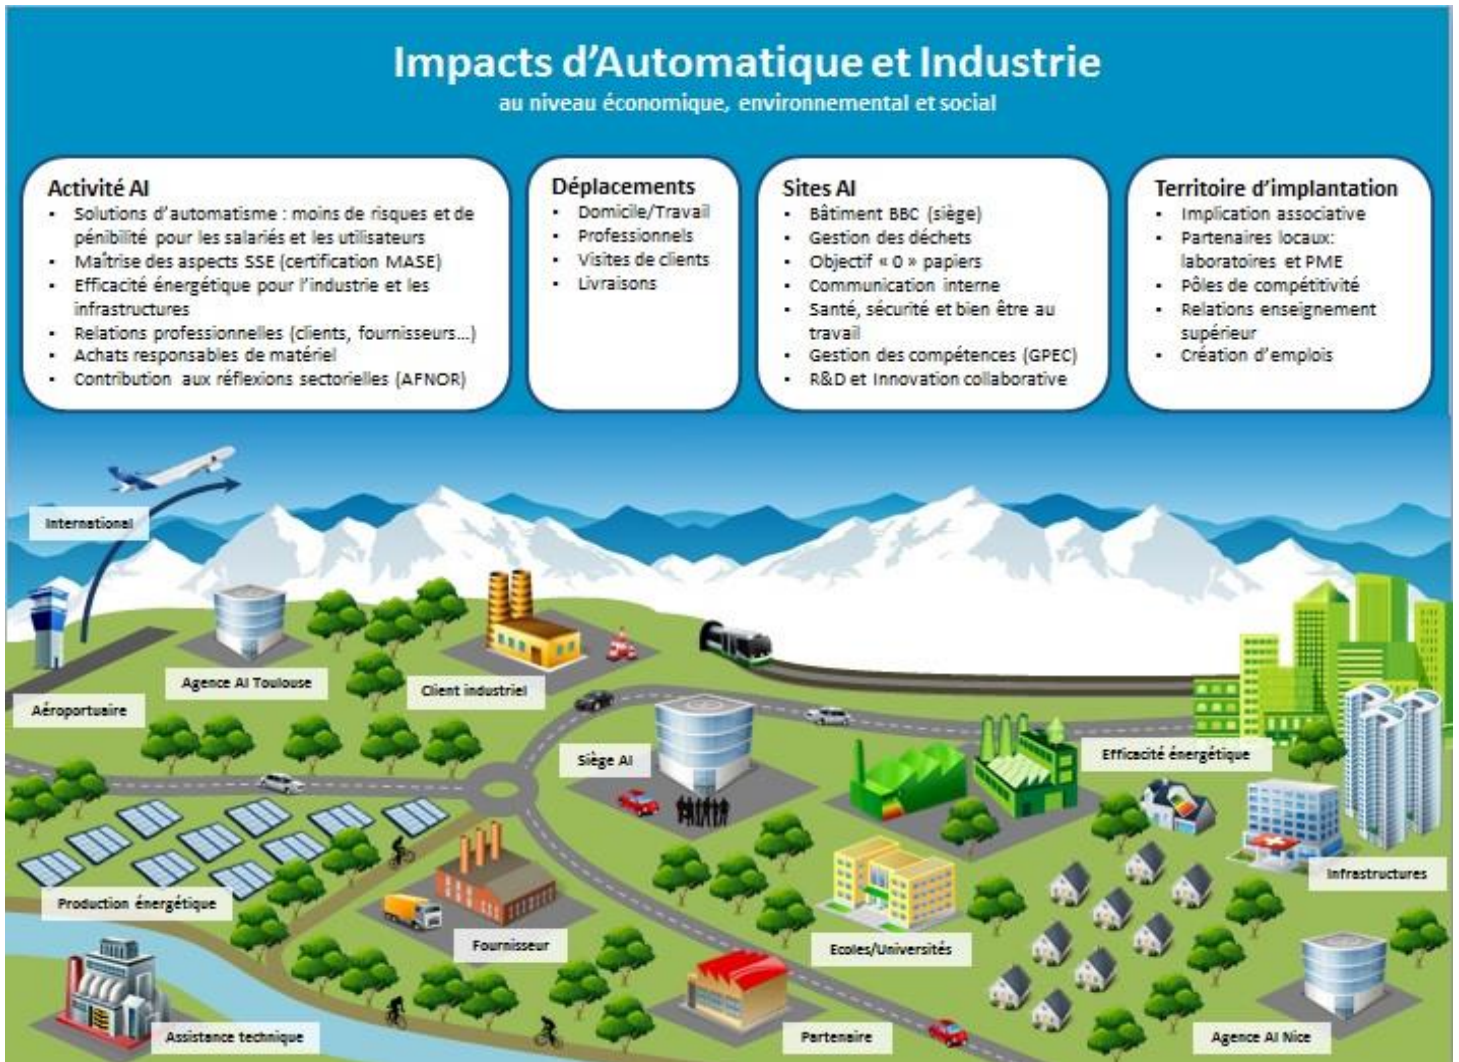 Impacts d'Automatique et Industrie
au niveau économique, environnemental et social
Activité AI
▪ Solutions d'automatisme : moins de risques et de
pénibilité pour les salariés et les utilisateurs
▪ Maîtrise des aspects SSE (certification MASE)
▪ Efficacité énergétique pour l'industrie et les
infrastructures
▪ Relations professionnelles (clients, fournisseurs...)
▪ Achats responsables de matériel
▪ Contribution aux réflexions sectorielles (AFNOR)
Déplacements
▪ Domicile/Travail
▪ Professionnels
▪ Visites de clients
▪ Livraisons
Sites AI
▪ Bâtiment BBC (siège)
▪ Gestion des déchets
▪ Objectif « 0 » papiers
▪ Communication interne
▪ Santé, sécurité et bien être au
travail
▪ Gestion des compétences (GPEC)
▪ R&D et Innovation collaborative
Territoire d'implantation
▪ Implication associative
▪ Partenaires locaux:
laboratoires et PME
▪ Pôles de compétitivité
▪ Relations enseignement
supérieur
▪ Création d'emplois
International
Agence AI Toulouse
Client industriel
Aéroportuaire
Siège AI
Efficacité énergétique
Infrastructures
Production énergétique
Fournisseur
Ecoles/Universités
Assistance technique
Partenaire
Agence AI Nice